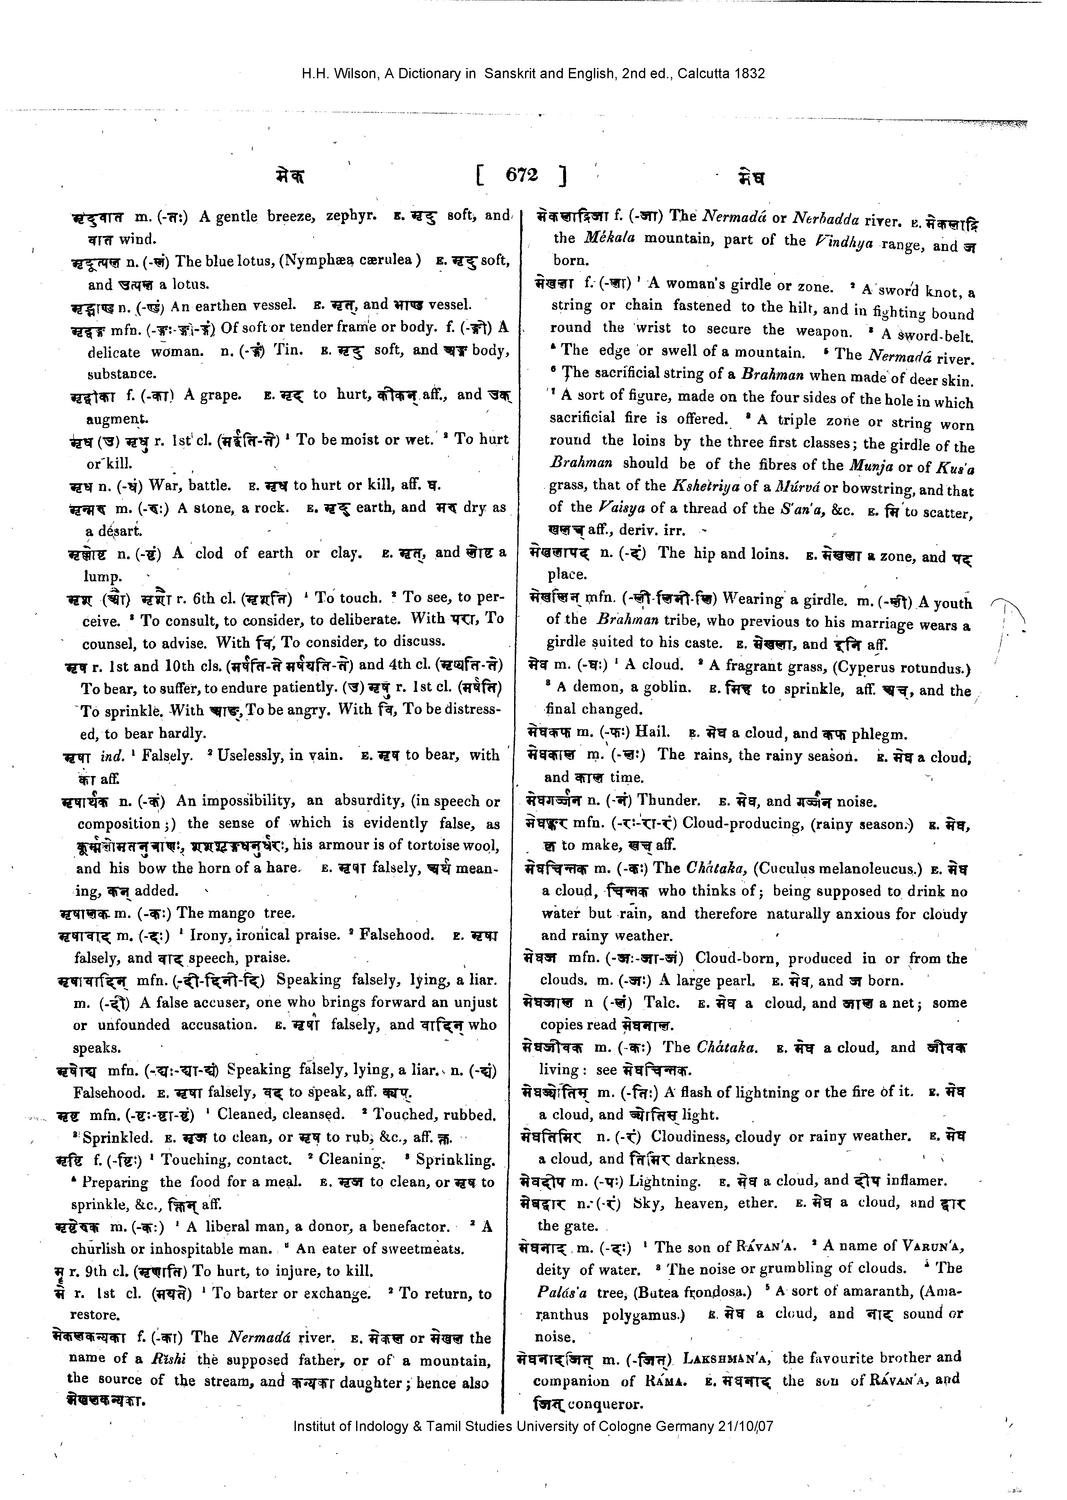 H.H. Wilson, A Dictionary in Sanskrit and English, 2nd ed., Calcutta 1832
मेक [ 672 ] मेघ
मृदुवात m. (-तः) A gentle breeze, zephyr. E. मृदु soft, and
वात wind.
मृदूत्पल n. (-लं) The blue lotus, (Nymphæa cærulea) E. मृदु soft,
and उत्पल a lotus.
मृद्भाण्ड n. (-ण्डं) An earthen vessel. E. मृत्, and भाण्ड vessel.
मृद्वङ्ग mfn. (-ङ्गः-ङ्गी-ङ्गं) Of soft or tender frame or body. f. (-ङ्गी) A
delicate woman. n. (-ङ्गं) Tin. E. मृदु soft, and अङ्ग body,
substance.
मृद्वीका f. (-का) A grape. E. मृद् to hurt, कीकन् aff., and उक्
augment.
मृध (उ) मृधु r. 1st cl. (मर्द्धति-ते) ¹ To be moist or wet. ² To hurt
or kill.
मृध n. (-धं) War, battle. E. मृध to hurt or kill, aff. घ.
मृन्मरु m. (-रुः) A stone, a rock. E. मृद् earth, and मरु dry as
a désart.
मृल्लोष्ट n. (-ष्टं) A clod of earth or clay. E. मृत्, and लोष्ट a
lump.
मृश (औ) मृशौ r. 6th cl. (मृशति) ¹ To touch. ² To see, to per-
ceive. ³ To consult, to consider, to deliberate. With परा, To
counsel, to advise. With वि, To consider, to discuss.
मृष r. 1st and 10th cls. (मर्षति-ते मर्षयति-ते) and 4th cl. (मृष्यति-ते)
To bear, to suffer, to endure patiently. (उ) मृषु r. 1st cl. (मर्षति)
To sprinkle. With आङ्, To be angry. With वि, To be distress-
ed, to bear hardly.
मृषा ind. ¹ Falsely. ² Uselessly, in vain. E. मृष to bear, with
का aff.
मृषार्थक n. (-कं) An impossibility, an absurdity, (in speech or
composition;) the sense of which is evidently false, as
कूर्म्मलोमतनुत्राणः, शशशृङ्गधनुर्धरः, his armour is of tortoise wool,
and his bow the horn of a hare. E. मृषा falsely, अर्थ mean-
ing, कन् added.
मृषालक m. (-कः) The mango tree.
मृषावाद m. (-दः) ¹ Irony, ironical praise. ² Falsehood. E. मृषा
falsely, and वाद speech, praise.
मृषावादिन् mfn. (-दी-दिनी-दि) Speaking falsely, lying, a liar.
m. (-दी) A false accuser, one who brings forward an unjust
or unfounded accusation. E. मृषा falsely, and वादिन् who
speaks.
मृषोद्य mfn. (-द्यः-द्या-द्यं) Speaking falsely, lying, a liar. n. (-द्यं)
Falsehood. E. मृषा falsely, वद् to speak, aff. क्यप्.
मृष्ट mfn. (-ष्टः-ष्टा-ष्टं) ¹ Cleaned, cleansed. ² Touched, rubbed.
³ Sprinkled. E. मृज to clean, or मृष to rub, &c., aff. क्त.
मृष्टि f. (-ष्टिः) ¹ Touching, contact. ² Cleaning. ³ Sprinkling.
⁴ Preparing the food for a meal. E. मृज to clean, or मृष to
sprinkle, &c., क्तिन् aff.
मृष्टेरुक m. (-कः) ¹ A liberal man, a donor, a benefactor. ² A
churlish or inhospitable man. ³ An eater of sweetmeats.
मॄ r. 9th cl. (मृणाति) To hurt, to injure, to kill.
मे r. 1st cl. (मयते) ¹ To barter or exchange. ² To return, to
restore.
मेकलकन्यका f. (-का) The Nermadá river. E. मेकल or मेखल the
name of a Rĭshi the supposed father, or of a mountain,
the source of the stream, and कन्यका daughter; hence also
मेखलकन्यका.
मेकलाद्रिजा f. (-जा) The Nermadá or Nerbadda river. E. मेकलाद्रि
the Mékala mountain, part of the Vindhya range, and ज
born.
मेखला f. (-ला) ¹ A woman's girdle or zone. ² A sword knot, a
string or chain fastened to the hilt, and in fighting bound
round the wrist to secure the weapon. ³ A sword-belt.
⁴ The edge or swell of a mountain. ⁵ The Nermadá river.
⁶ The sacrificial string of a Brahman when made of deer skin.
⁷ A sort of figure, made on the four sides of the hole in which
sacrificial fire is offered. ⁸ A triple zone or string worn
round the loins by the three first classes; the girdle of the
Brahman should be of the fibres of the Munja or of Kus'a
grass, that of the Kshetriya of a Múrvá or bowstring, and that
of the Vaisya of a thread of the S'an'a, &c. E. मि to scatter,
खलच् aff., deriv. irr.
मेखलापद n. (-दं) The hip and loins. E. मेखला a zone, and पद्
place.
मेखलिन् mfn. (-ली-लिनी-लि) Wearing a girdle. m. (-ली) A youth
of the Brahman tribe, who previous to his marriage wears a
girdle suited to his caste. E. मेखला, and इनि aff.
मेघ m. (-घः) ¹ A cloud. ² A fragrant grass, (Cyperus rotundus.)
³ A demon, a goblin. E. मिह to sprinkle, aff. अच्, and the
final changed.
मेघकफ m. (-फः) Hail. E. मेघ a cloud, and कफ phlegm.
मेघकाल m. (-लः) The rains, the rainy season. E. मेघ a cloud,
and काल time.
मेघगर्ज्जन n. (-नं) Thunder. E. मेघ, and गर्ज्जन noise.
मेघङ्कर mfn. (-रः-रा-रं) Cloud-producing, (rainy season.) E. मेघ,
कृ to make, खच् aff.
मेघचिन्तक m. (-कः) The Chátaka, (Cuculus melanoleucus.) E. मेघ
a cloud, चिन्तक who thinks of; being supposed to drink no
water but rain, and therefore naturally anxious for cloudy
and rainy weather.
मेघज mfn. (-जः-जा-जं) Cloud-born, produced in or from the
clouds. m. (-जः) A large pearl. E. मेघ, and ज born.
मेघजाल n (-लं) Talc. E. मेघ a cloud, and जाल a net; some
copies read मेघनाल.
मेघजीवक m. (-कः) The Chátaka. E. मेघ a cloud, and जीवक
living: see मेघचिन्तक.
मेघज्योतिस् m. (-तिः) A flash of lightning or the fire of it. E. मेघ
a cloud, and ज्योतिस् light.
मेघतिमिर n. (-रं) Cloudiness, cloudy or rainy weather. E. मेघ
a cloud, and तिमिर darkness.
मेघदीप m. (-पः) Lightning. E. मेघ a cloud, and दीप inflamer.
मेघद्वार n. (-रं) Sky, heaven, ether. E. मेघ a cloud, and द्वार
the gate.
मेघनाद m. (-दः) ¹ The son of RÁVAN'A. ² A name of VARUN'A,
deity of water. ³ The noise or grumbling of clouds. ⁴ The
Palás'a tree, (Butea frondosa.) ⁵ A sort of amaranth, (Ama-
ranthus polygamus.) E. मेघ a cloud, and नाद sound or
noise.
मेघनादजित् m. (-जित्) LAKSHMAN'A, the favourite brother and
companion of RÁMA. E. मेघनाद the son of RÁVAN'A, and
जित् conqueror.
Institut of Indology & Tamil Studies University of Cologne Germany 21/10/07